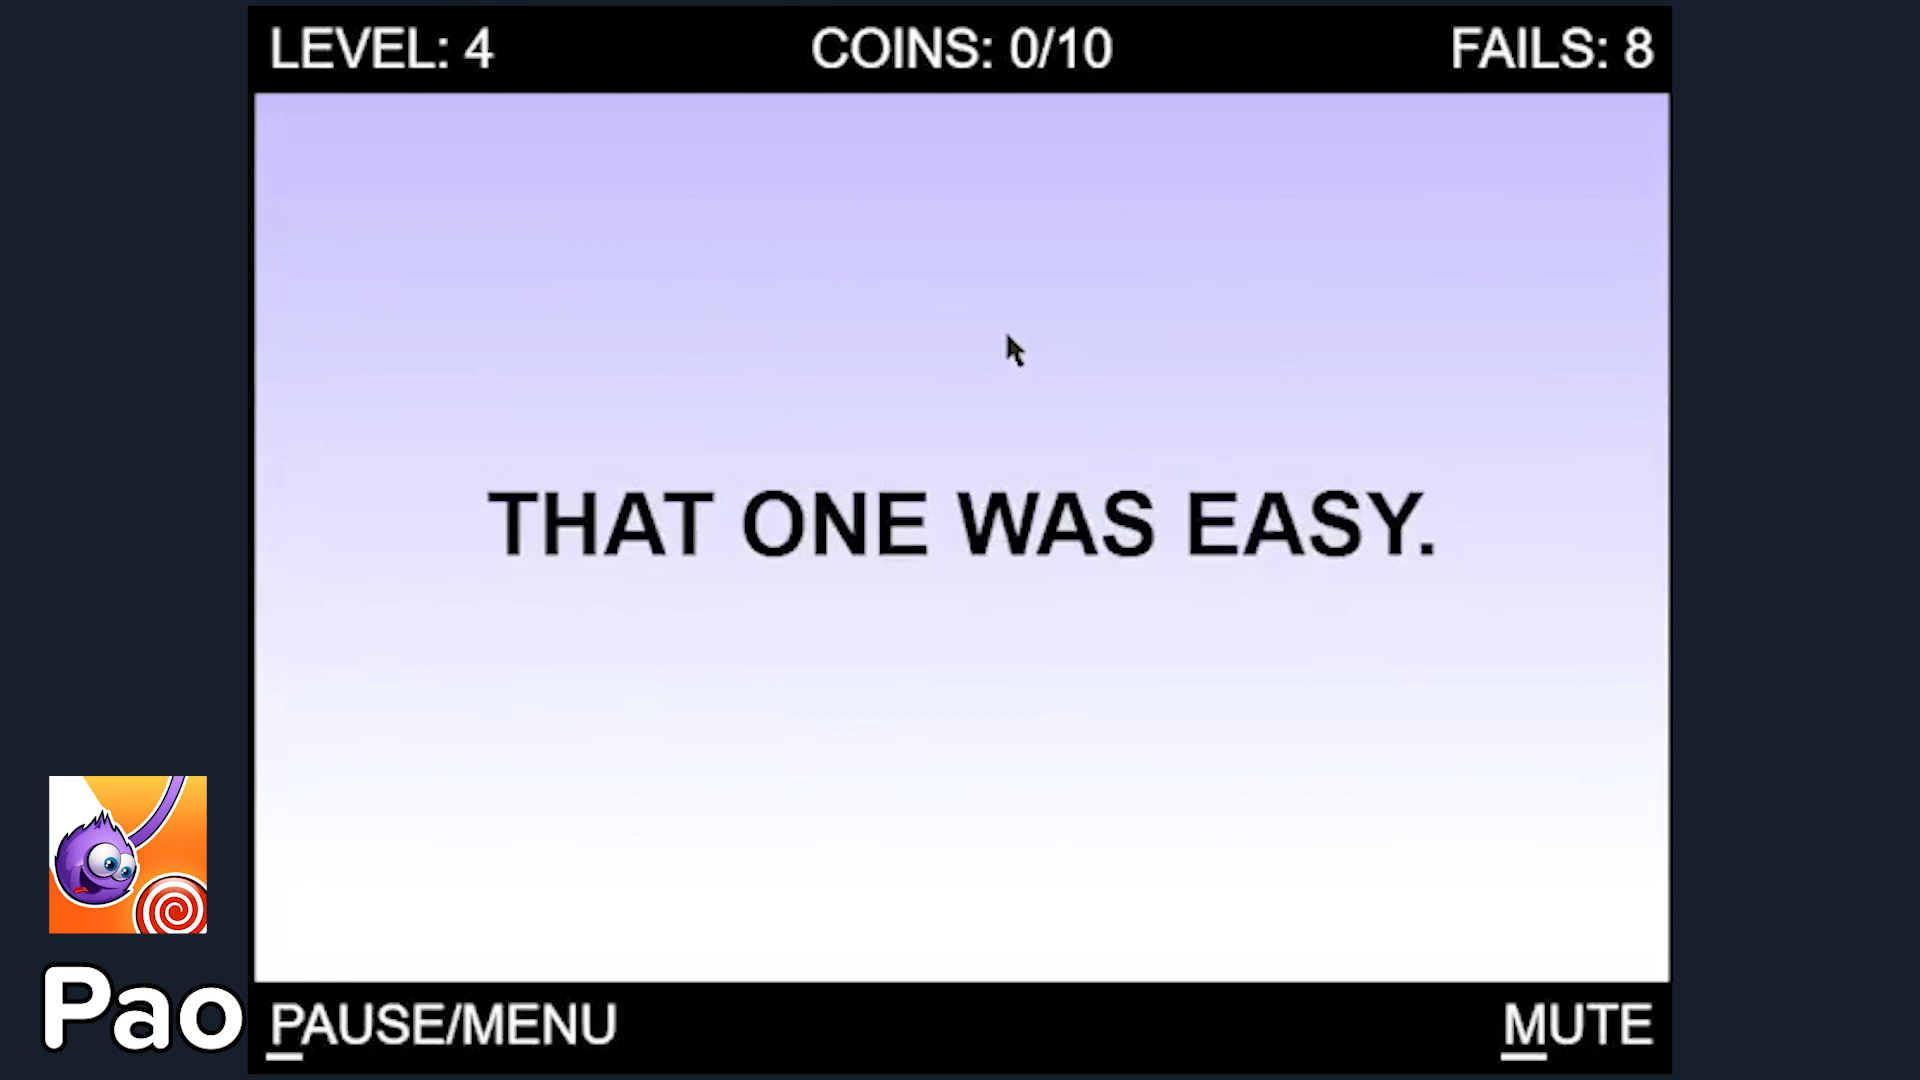 LEVEL: 4
COINS: 0/10
FAILS: 8
THAT ONE WAS EASY.
Pao
PAUSE/MENU
MUTE